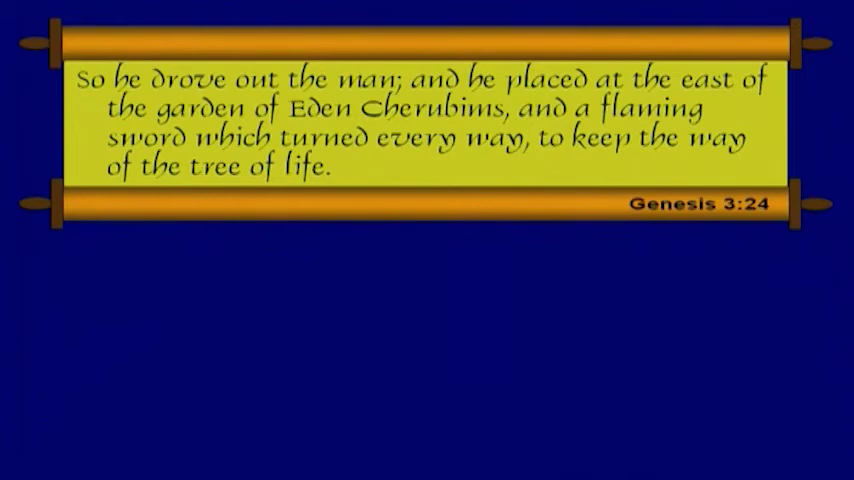 So he drove out the man; and he placed at the east of
the garden of Eden Cherubims, and a flaming
sword which turned every way, to keep the way
of the tree of life.
Genesis 3:24